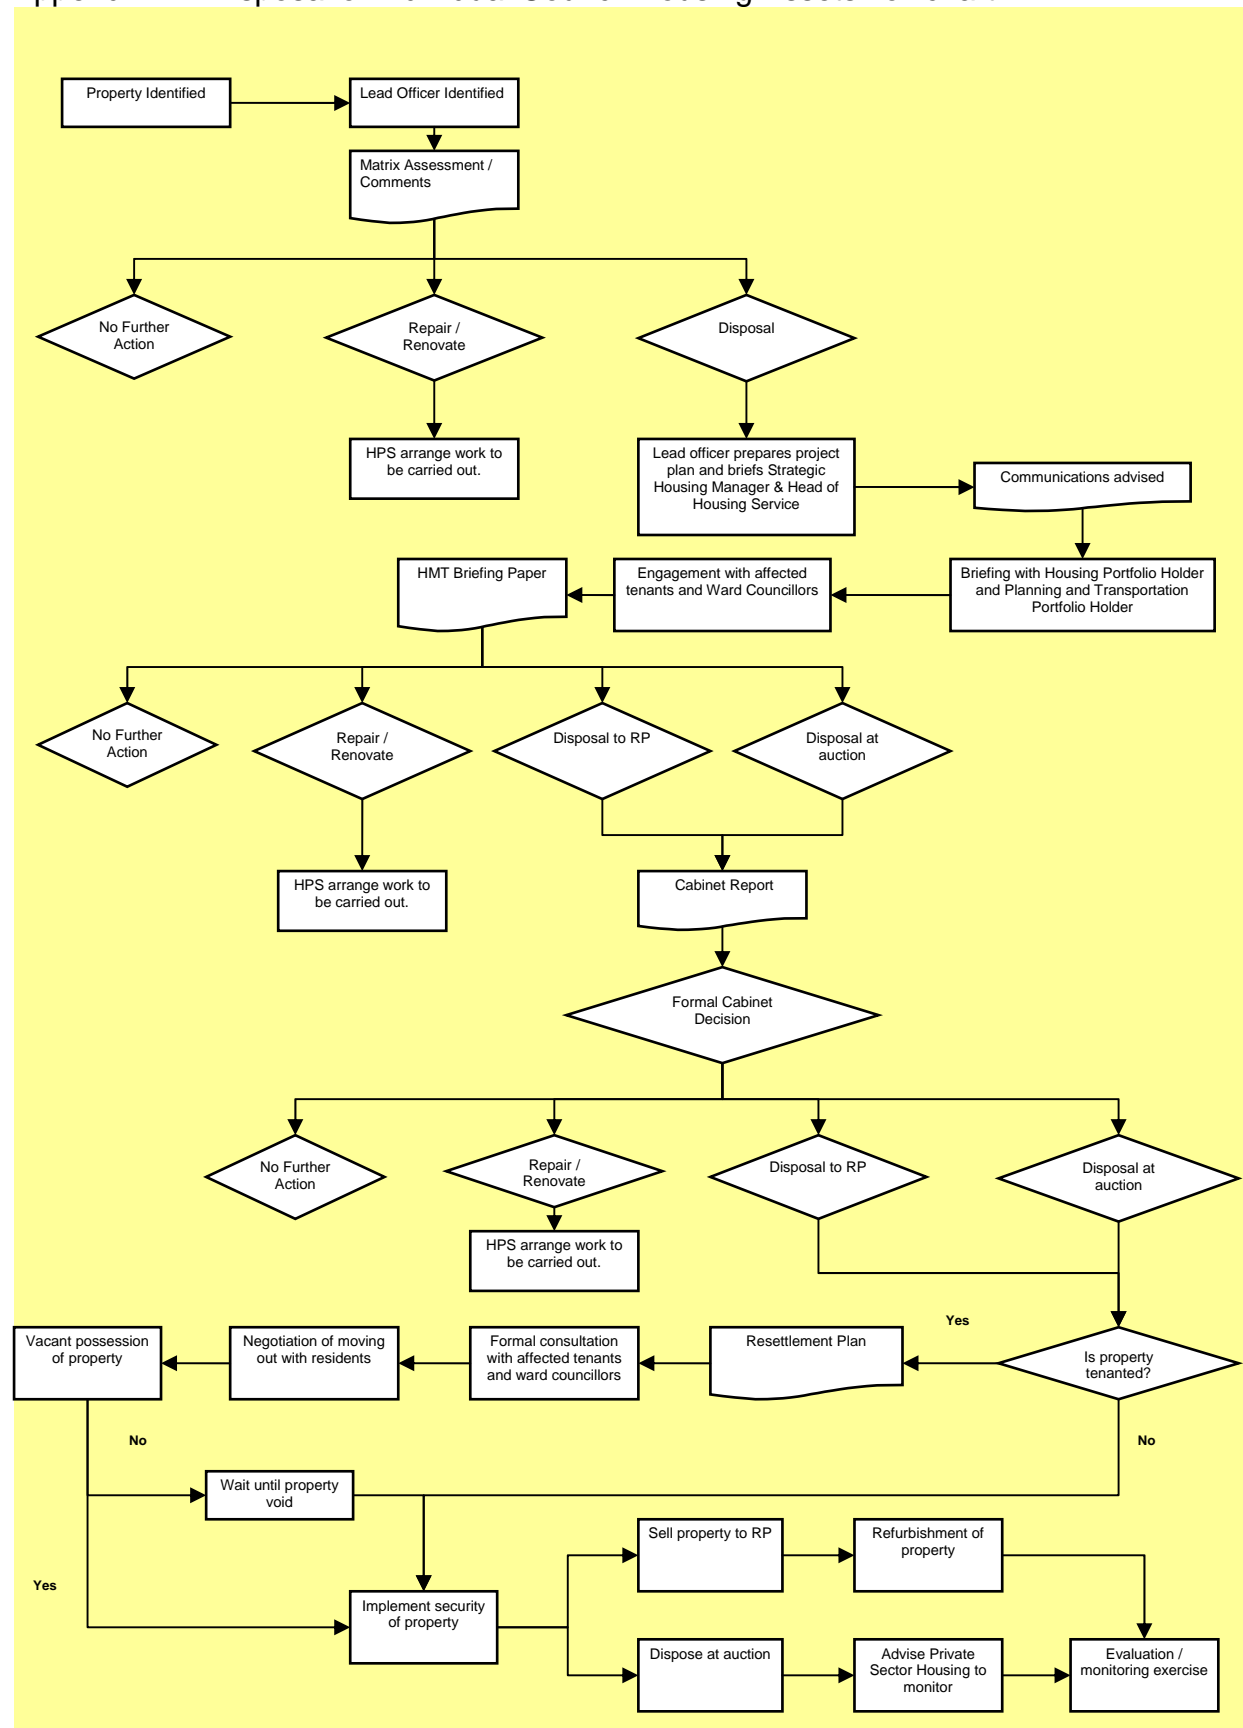 Property Identified
Lead Officer Identified
Matrix Assessment /
Comments
No Further
Action
Repair /
Renovate
Disposal
HPS arrange work to
be carried out.
Lead officer prepares project
plan and briefs Strategic
Housing Manager & Head of
Housing Service
Communications advised
HMT Briefing Paper
Engagement with affected
tenants and Ward Councillors
Briefing with Housing Portfolio Holder
and Planning and Transportation
Portfolio Holder
No Further
Action
Repair /
Renovate
Disposal to RP
Disposal at
auction
HPS arrange work to
be carried out.
Cabinet Report
Formal Cabinet
Decision
No Further
Action
Repair /
Renovate
Disposal to RP
Disposal at
auction
HPS arrange work to
be carried out.
Yes
Vacant possession
of property
Negotiation of moving
out with residents
Formal consultation
with affected tenants
and ward councillors
Resettlement Plan
Is property
tenanted?
No
No
Wait until property
void
Sell property to RP
Refurbishment of
property
Yes
Implement security
of property
Dispose at auction
Advise Private
Sector Housing to
monitor
Evaluation /
monitoring exercise